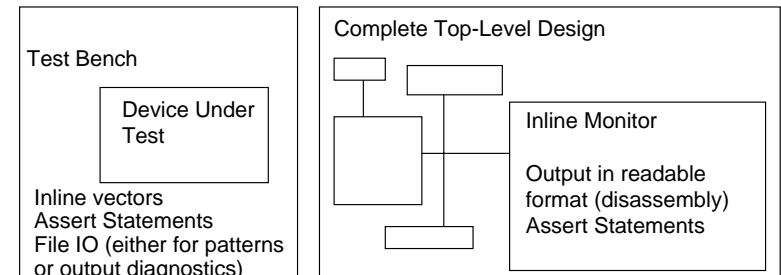 Test Bench
Device Under
Test
Inline vectors
Assert Statements
File IO (either for patterns
or output diagnostics)
Complete Top-Level Design
Inline Monitor
Output in readable
format (disassembly)
Assert Statements